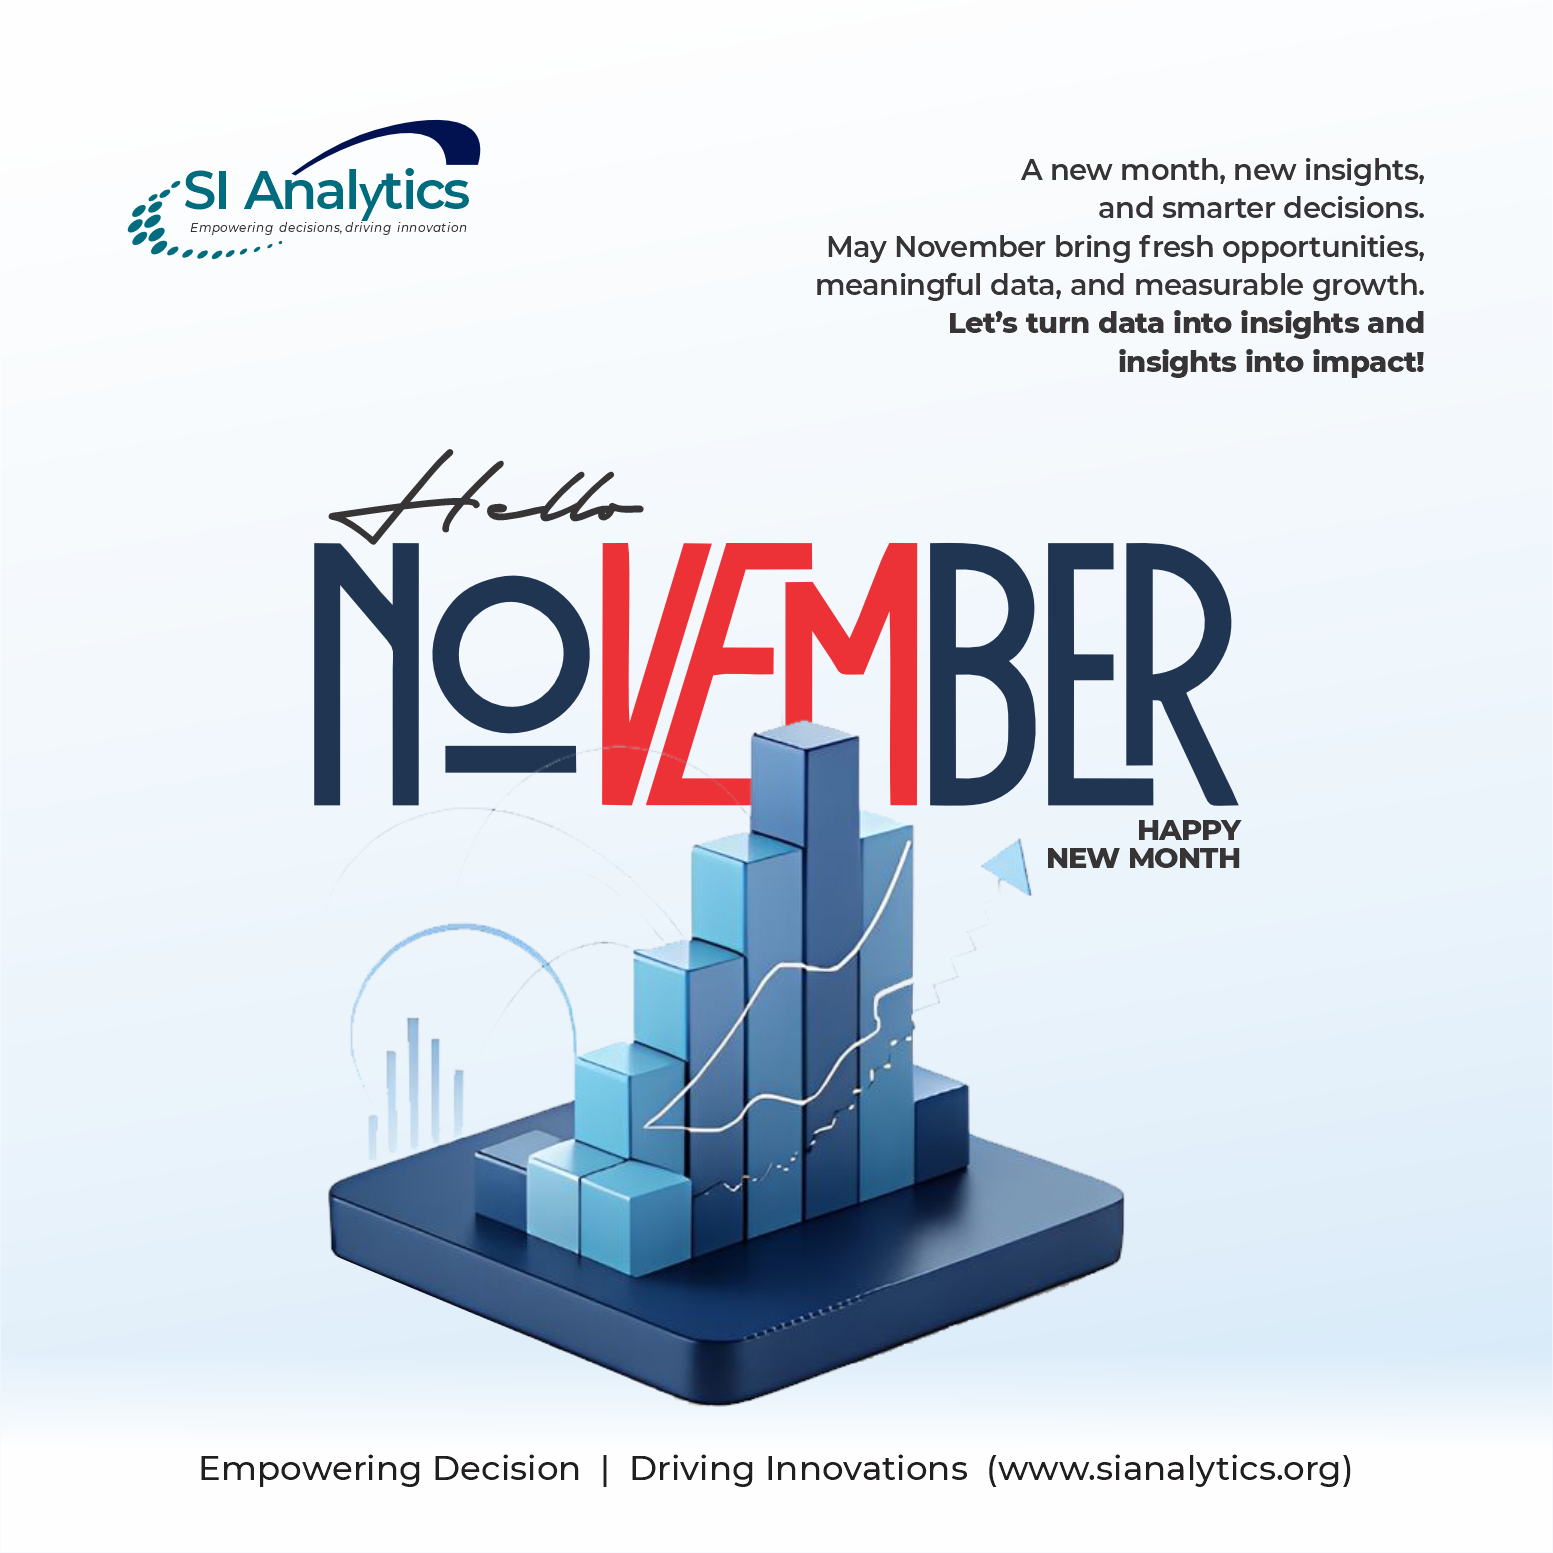 SI Analytics
Empowering decisions, driving innovation
A new month, new insights,
and smarter decisions.
May November bring fresh opportunities,
meaningful data, and measurable growth.
Let’s turn data into insights and
insights into impact!
Hello
NOVEMBER
HAPPY
NEW MONTH
Empowering Decision | Driving Innovations (www.sianalytics.org)